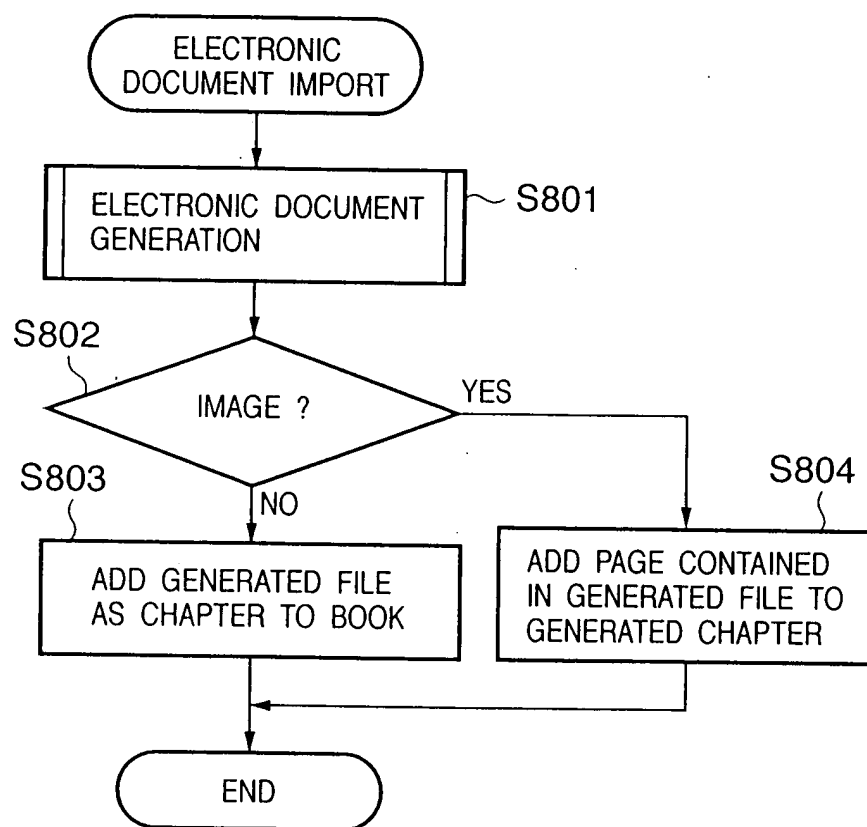 ELECTRONIC
DOCUMENT IMPORT
ELECTRONIC DOCUMENT
GENERATION
S801
S802
IMAGE ?
YES
NO
S803
ADD GENERATED FILE
AS CHAPTER TO BOOK
S804
ADD PAGE CONTAINED
IN GENERATED FILE TO
GENERATED CHAPTER
END